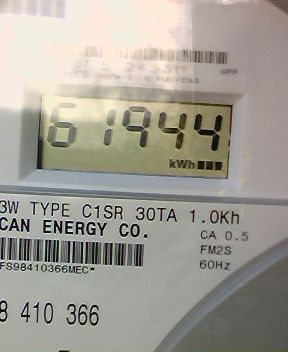 61944
kWh
3W TYPE C1SR 30TA 1.0Kh
CAN ENERGY CO.
CA 0.5
FM2S
60Hz
FS98410366MEC*
8 410 366